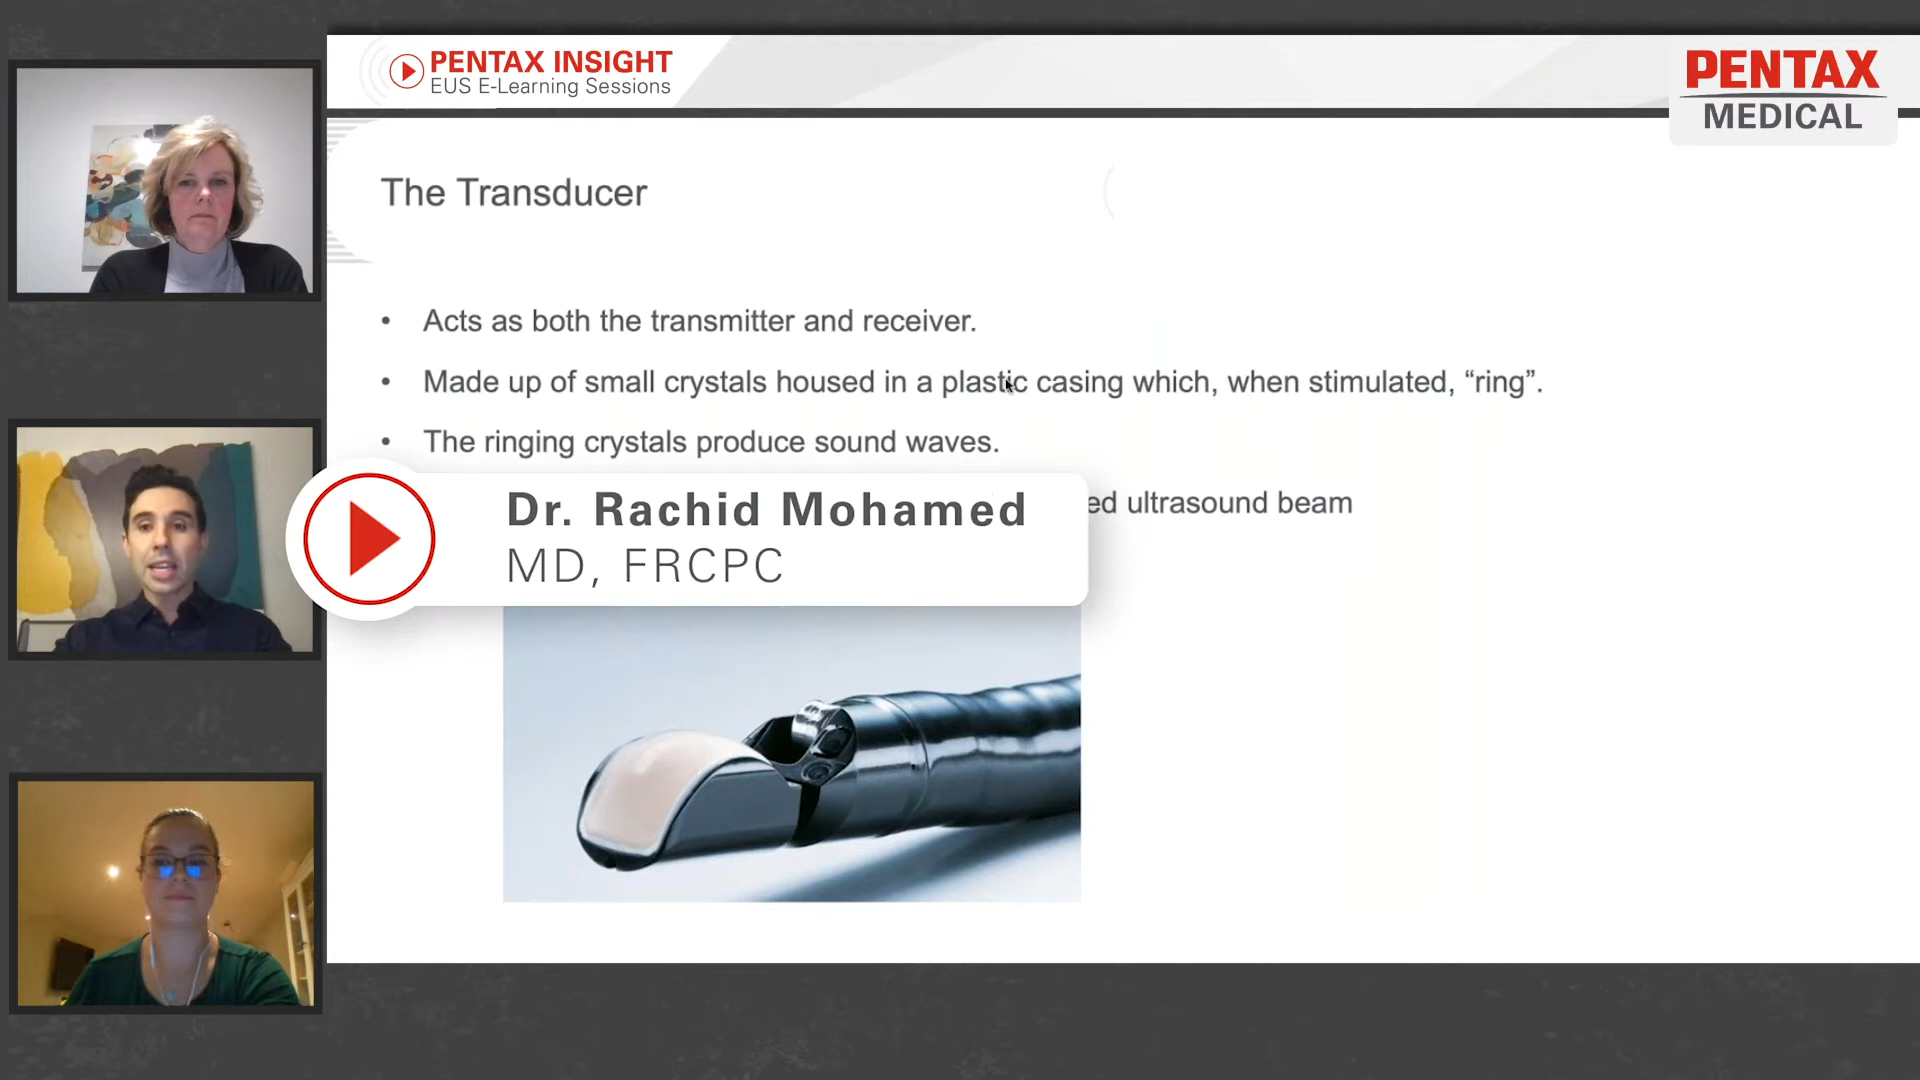 PENTAX INSIGHT
EUS E-Learning Sessions
PENTAX
MEDICAL
The Transducer
• Acts as both the transmitter and receiver.
• Made up of small crystals housed in a plastic casing which, when stimulated, “ring”.
• The ringing crystals produce sound waves.
ultrasound beam
Dr. Rachid Mohamed
MD, FRCPC